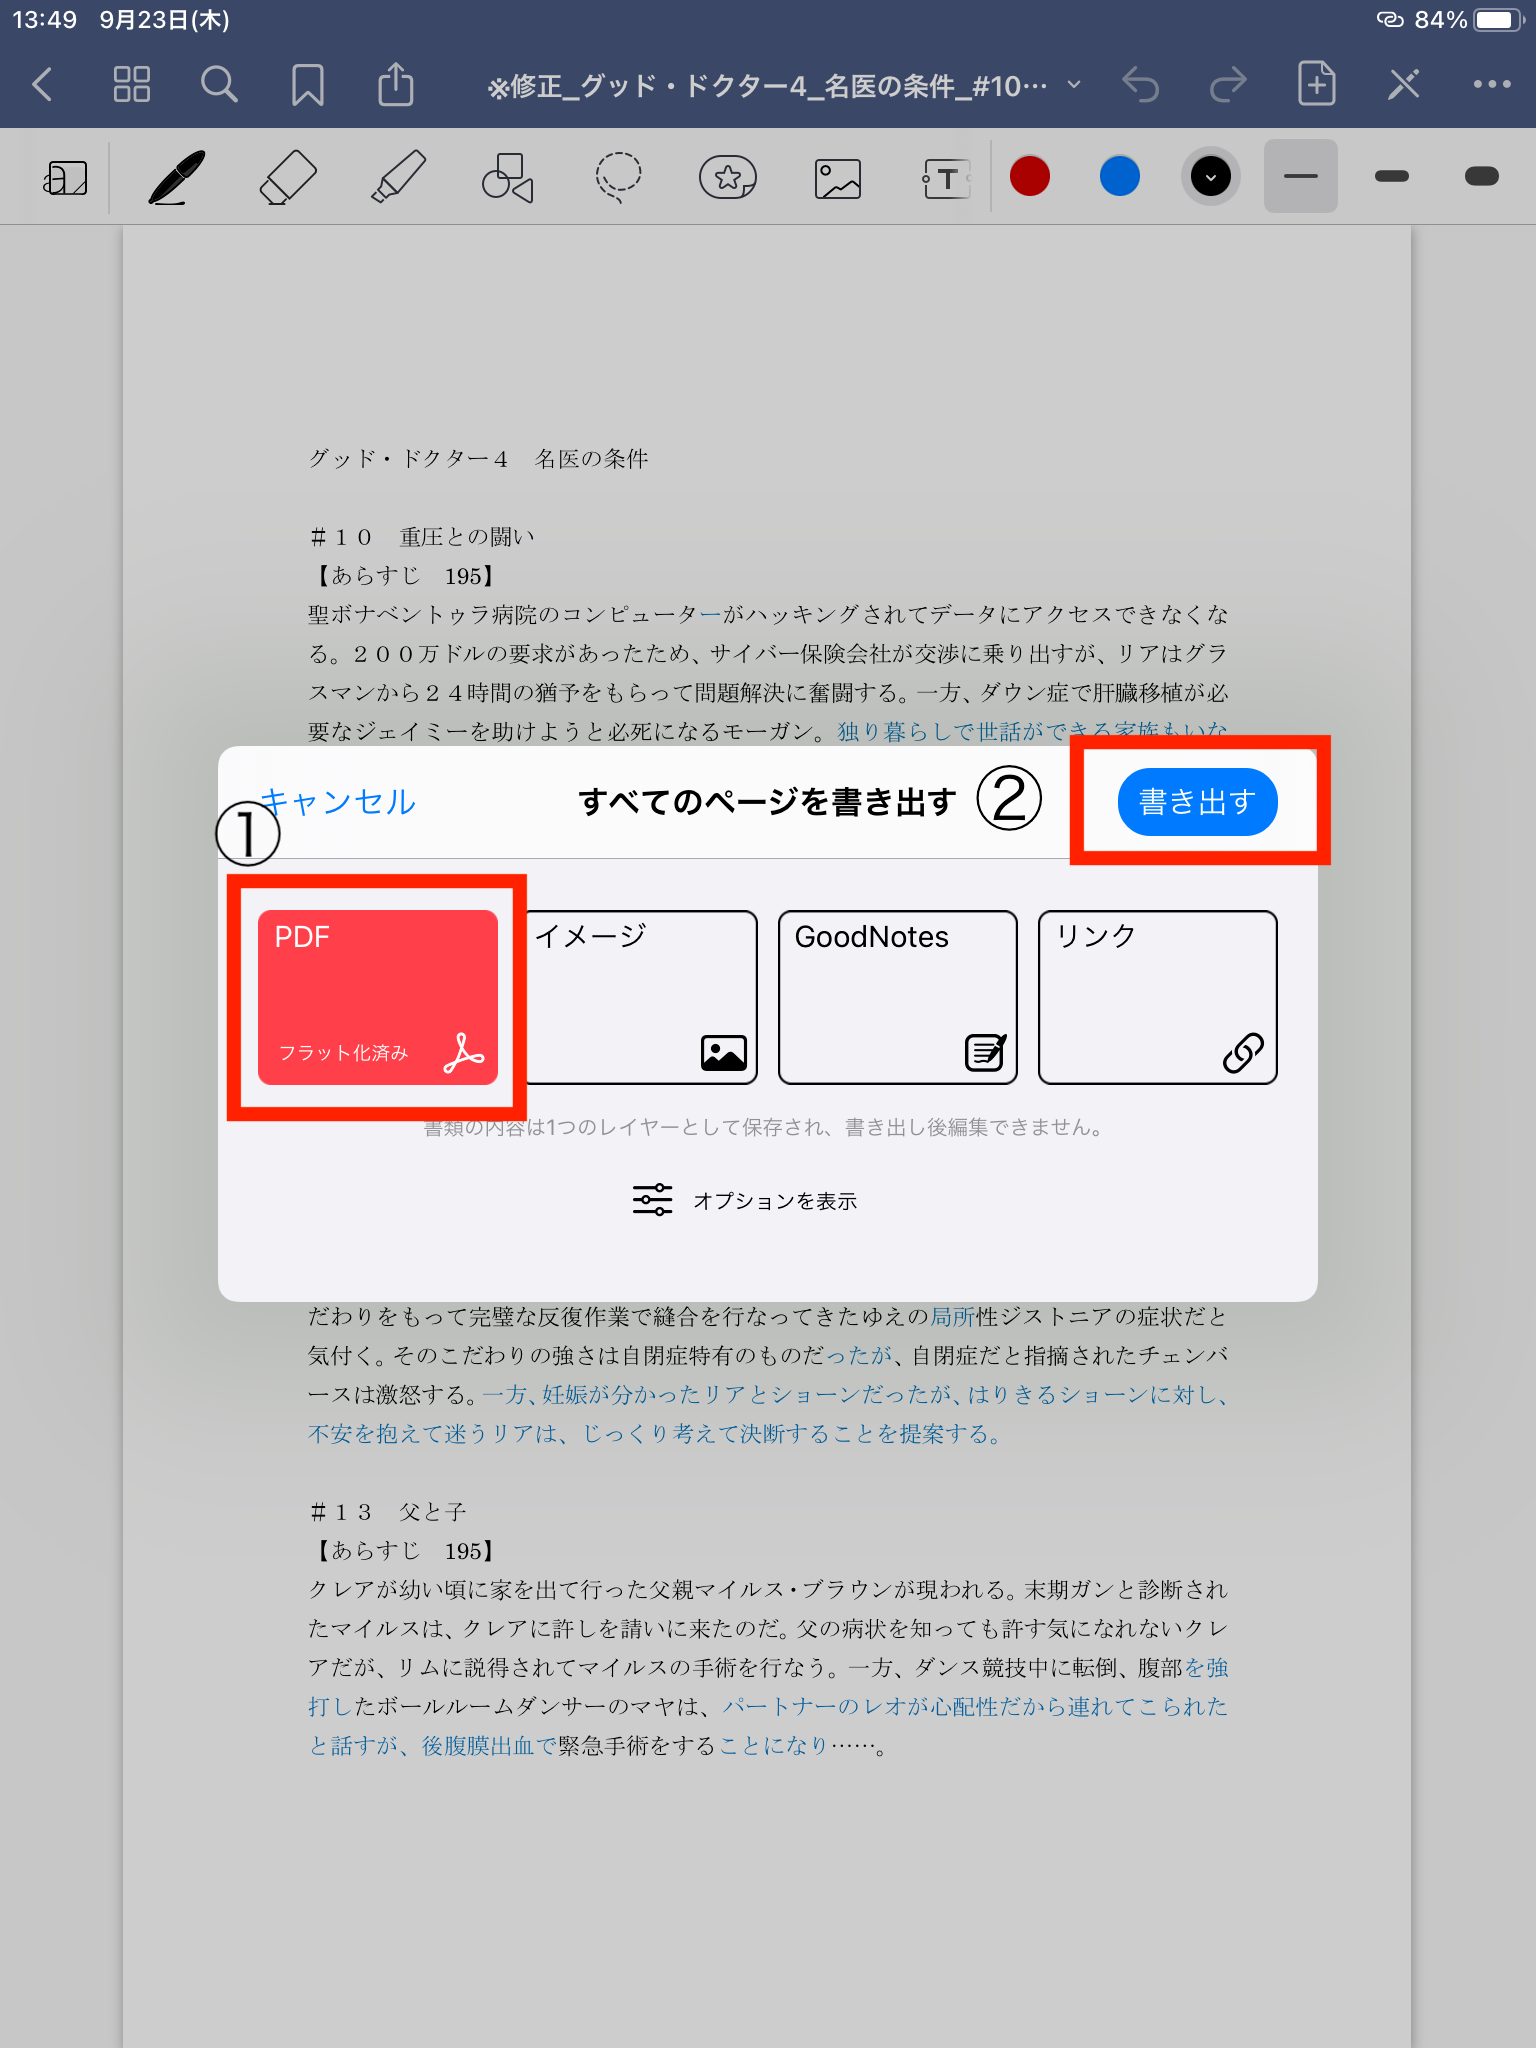 13:49 9月23日(木) 84%
※修正_グッド・ドクター4_名医の条件_#10…
T
グッド・ドクター４　名医の条件
＃１０　重圧との闘い
【あらすじ　195】
聖ボナベントゥラ病院のコンピューターがハッキングされてデータにアクセスできなくな
る。２００万ドルの要求があったため、サイバー保険会社が交渉に乗り出すが、リアはグラ
スマンから２４時間の猶予をもらって問題解決に奮闘する。一方、ダウン症で肝臓移植が必
要なジェイミーを助けようと必死になるモーガン。独り暮らしで世話ができる家族もいな
キャンセル すべてのページを書き出す ② 書き出す
①
PDF イメージ GoodNotes リンク
フラット化済み
書類の内容は1つのレイヤーとして保存され、書き出し後編集できません。
オプションを表示
だわりをもって完璧な反復作業で縫合を行なってきたゆえの局所性ジストニアの症状だと
気付く。そのこだわりの強さは自閉症特有のものだったが、自閉症だと指摘されたチェンバ
ースは激怒する。一方、妊娠が分かったリアとショーンだったが、はりきるショーンに対し、
不安を抱えて迷うリアは、じっくり考えて決断することを提案する。
＃１３　父と子
【あらすじ　195】
クレアが幼い頃に家を出て行った父親マイルス・ブラウンが現われる。末期ガンと診断され
たマイルスは、クレアに許しを請いに来たのだ。父の病状を知っても許す気になれないクレ
アだが、リムに説得されてマイルスの手術を行なう。一方、ダンス競技中に転倒、腹部を強
打したボールルームダンサーのマヤは、パートナーのレオが心配性だから連れてこられた
と話すが、後腹膜出血で緊急手術をすることになり……。